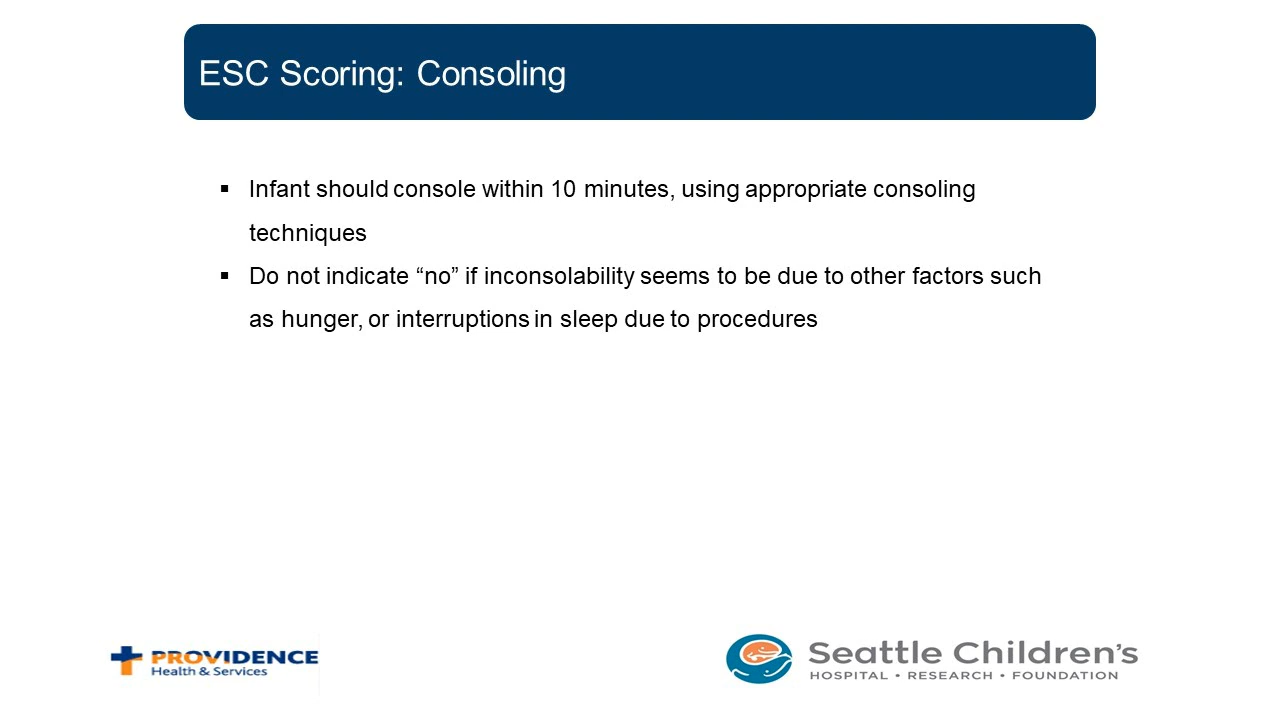 ESC Scoring: Consoling
▪ Infant should console within 10 minutes, using appropriate consoling
techniques
▪ Do not indicate “no” if inconsolability seems to be due to other factors such
as hunger, or interruptions in sleep due to procedures
PROVIDENCE
Health & Services
Seattle Children’s
HOSPITAL • RESEARCH • FOUNDATION